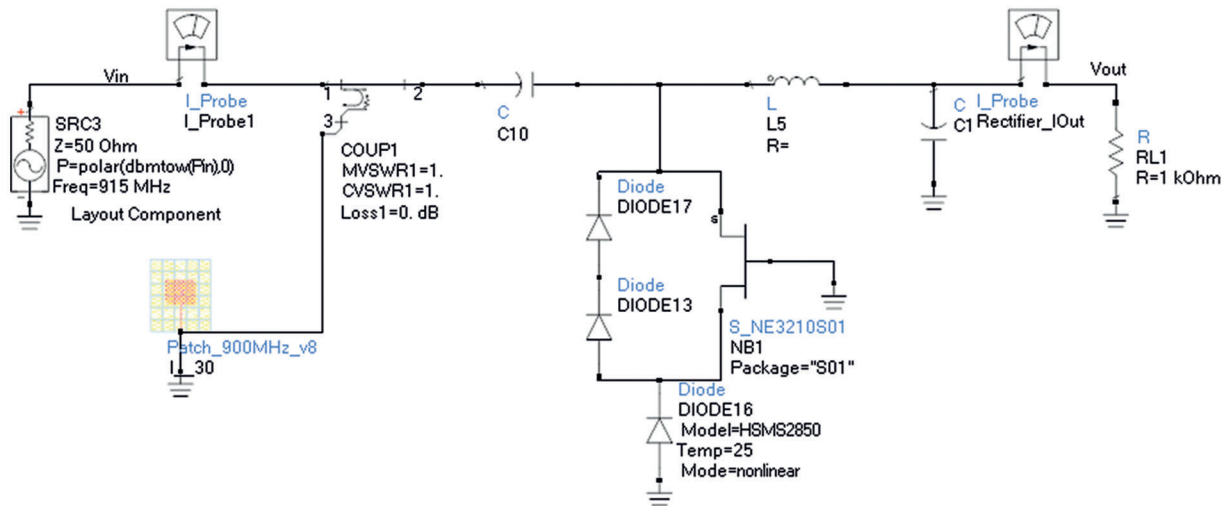 Vin
I_Probe
I_Probe1
SRC3
Z=50 Ohm
P=polar(dbmtow(Pin),0)
Freq=915 MHz
Layout Component
1
2
3
COUP1
MVSWR1=1.
CVSWR1=1.
Loss1=0. dB
C
C10
L
L5
R=
C
C1
I_Probe
Rectifier_IOut
Vout
R
RL1
R=1 kOhm
Diode
DIODE17
s
Diode
DIODE13
S_NE3210S01
NB1
Package="S01"
Patch_900MHz_v8
I__30
Diode
DIODE16
Model=HSMS2850
Temp=25
Mode=nonlinear